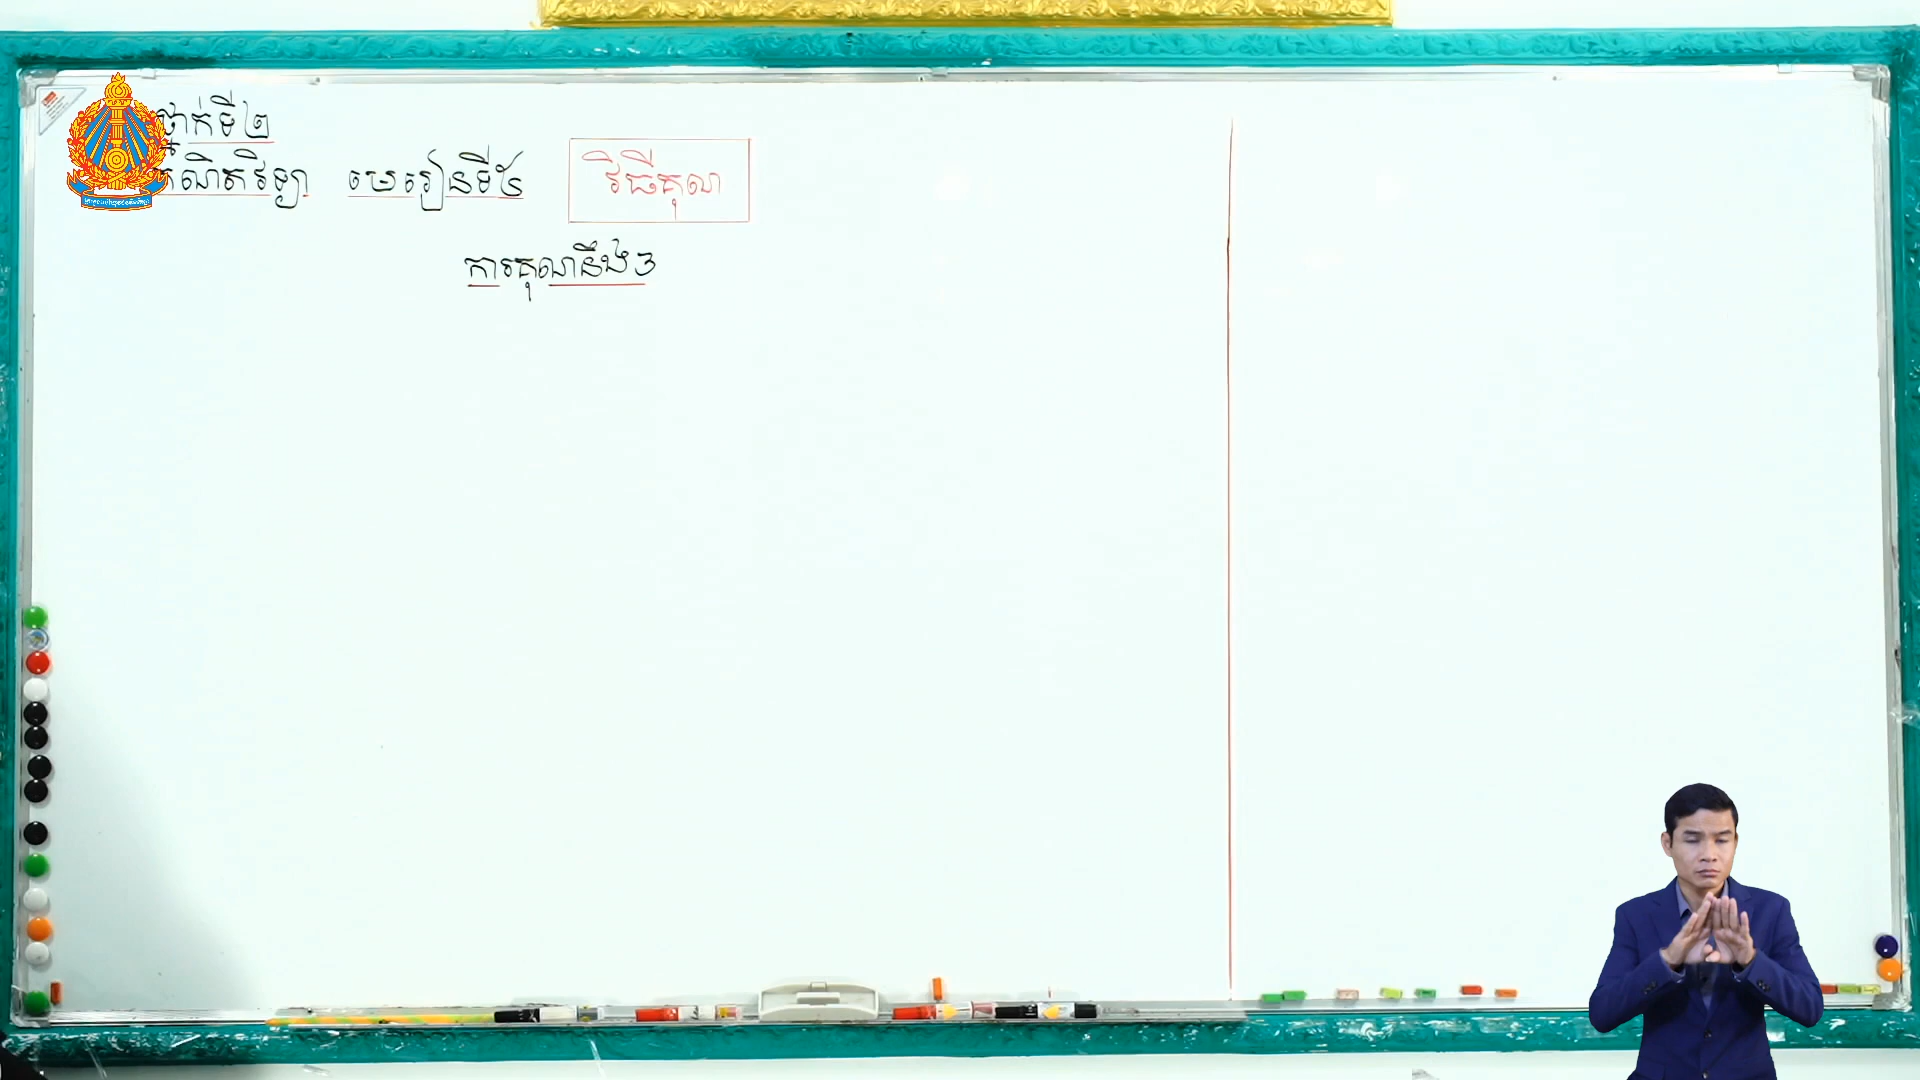 ថ្នាក់ទី២
គណិតវិទ្យា មេរៀនទី៤ វិធីគុណ
ការគុណនឹង៣